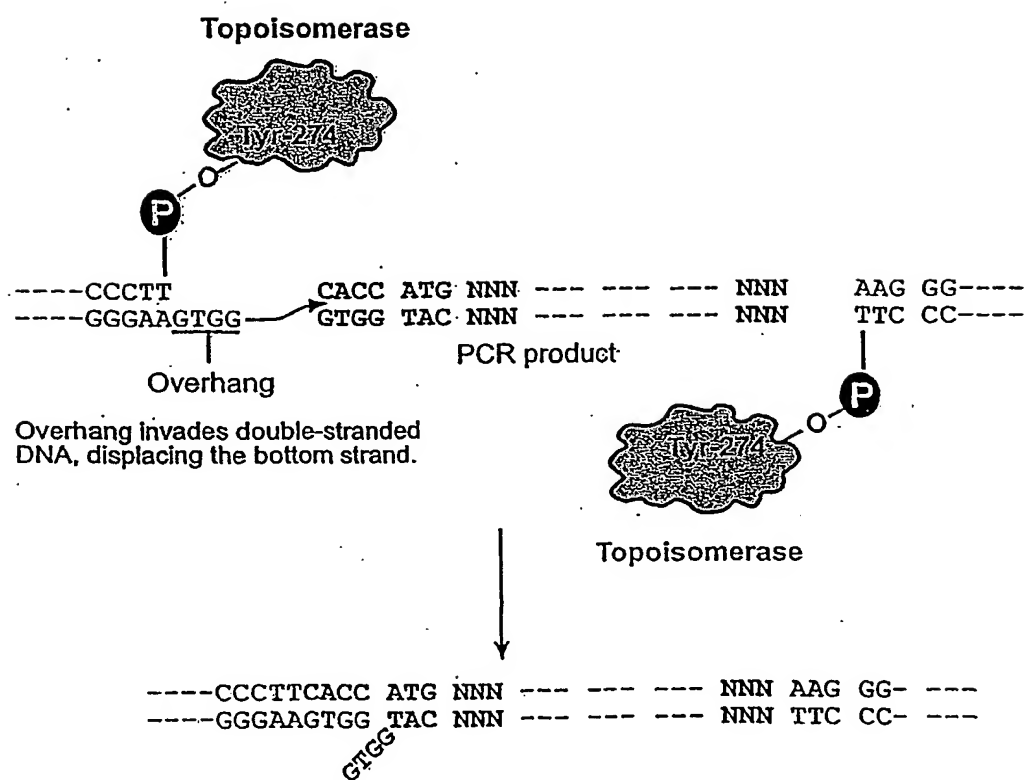 Topoisomerase
Tyr-274
O
P
----CCCTT CACC ATG NNN --- --- --- NNN AAG GG----
----GGGAAGTGG GTGG TAC NNN --- --- --- NNN TTC CC----
PCR product
Overhang
P
O
Overhang invades double-stranded
DNA, displacing the bottom strand.
Tyr-274
Topoisomerase
----CCCTTCACC ATG NNN --- --- --- NNN AAG GG- ---
----GGGAAGTGG TAC NNN --- --- --- NNN TTC CC- ---
GTGG